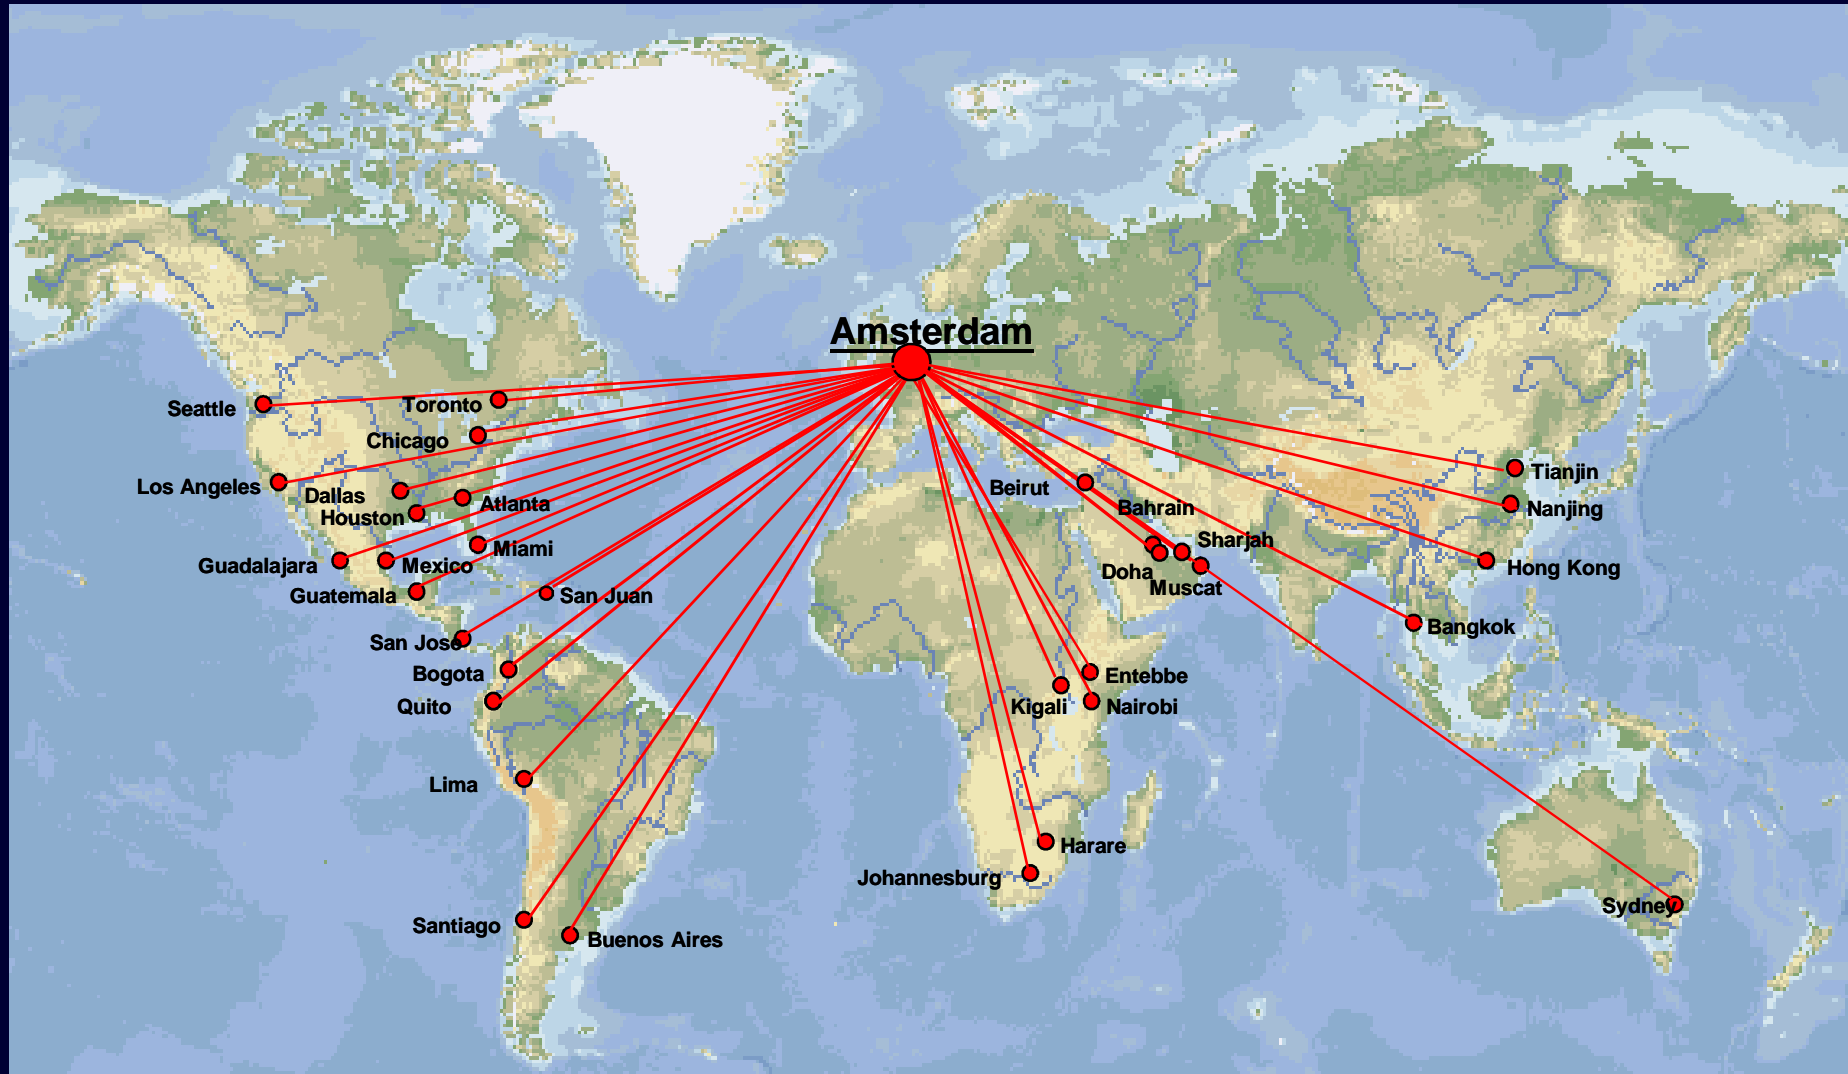 Amsterdam
Seattle
Toronto
Chicago
Los Angeles
Dallas
Atlanta
Houston
Miami
Guadalajara
Mexico
Guatemala
San Juan
San Jose
Bogota
Quito
Lima
Santiago
Buenos Aires
Beirut
Bahrain
Sharjah
Doha
Muscat
Entebbe
Kigali
Nairobi
Harare
Johannesburg
Tianjin
Nanjing
Hong Kong
Bangkok
Sydney